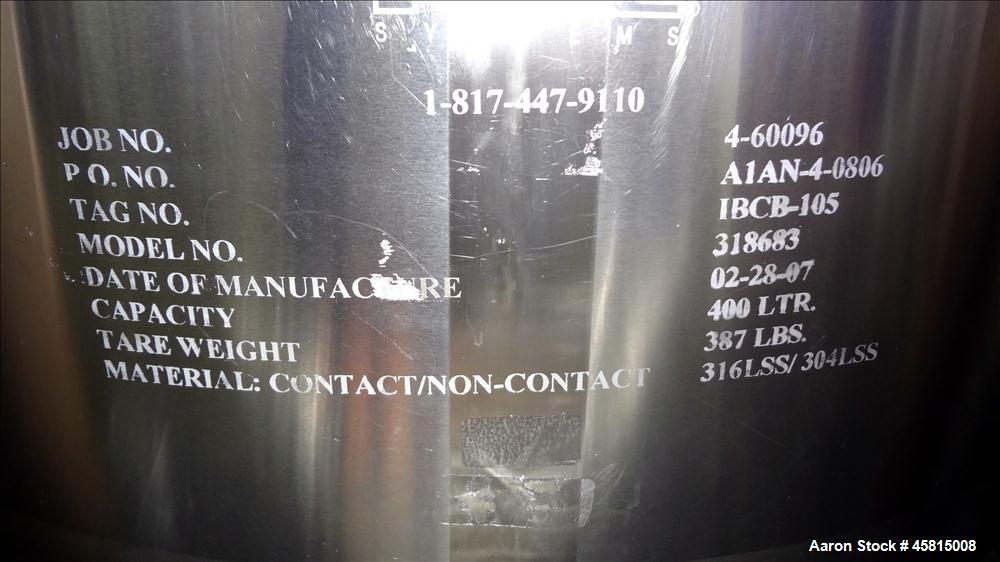 1-817-447-9110
JOB NO. 4-60096
P.O. NO. A1AN-4-0806
TAG NO. IBCB-105
MODEL NO. 318683
DATE OF MANUFACTURE 02-28-07
CAPACITY 400 LTR.
TARE WEIGHT 387 LBS.
MATERIAL: CONTACT/NON-CONTACT 316LSS/304LSS
Aaron Stock # 45815008